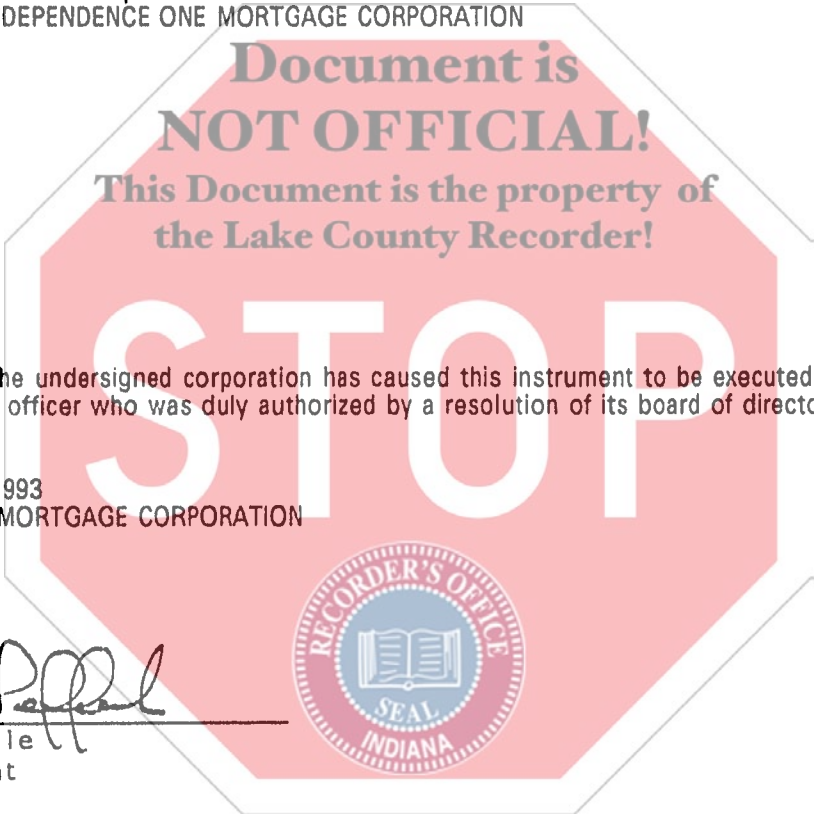 DEPENDENCE ONE MORTGAGE CORPORATION
Document is
NOT OFFICIAL!
This Document is the property of
the Lake County Recorder!
STOP
he undersigned corporation has caused this instrument to be executed
officer who was duly authorized by a resolution of its board of directo
993
MORTGAGE CORPORATION
RECORDER'S OFFICE
SEAL
INDIANA
le
t